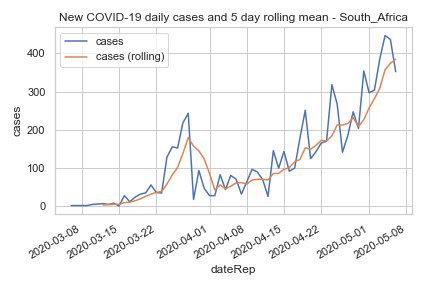 New COVID-19 daily cases and 5 day rolling mean - South_Africa
cases
cases (rolling)
400
300
200
100
0
cases
2020-03-08
2020-03-15
2020-03-22
2020-04-01
2020-04-08
2020-04-15
2020-04-22
2020-05-01
2020-05-08
dateRep